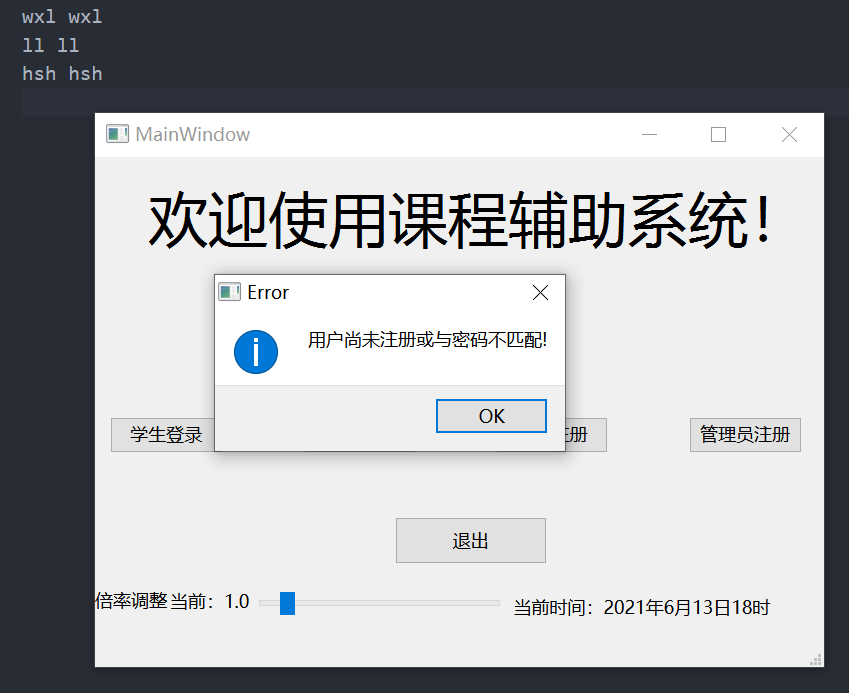 wxl wxl
ll ll
hsh hsh
MainWindow
欢迎使用课程辅助系统!
Error
用户尚未注册或与密码不匹配!
OK
学生登录
册
管理员注册
退出
倍率调整 当前：1.0
当前时间：2021年6月13日18时